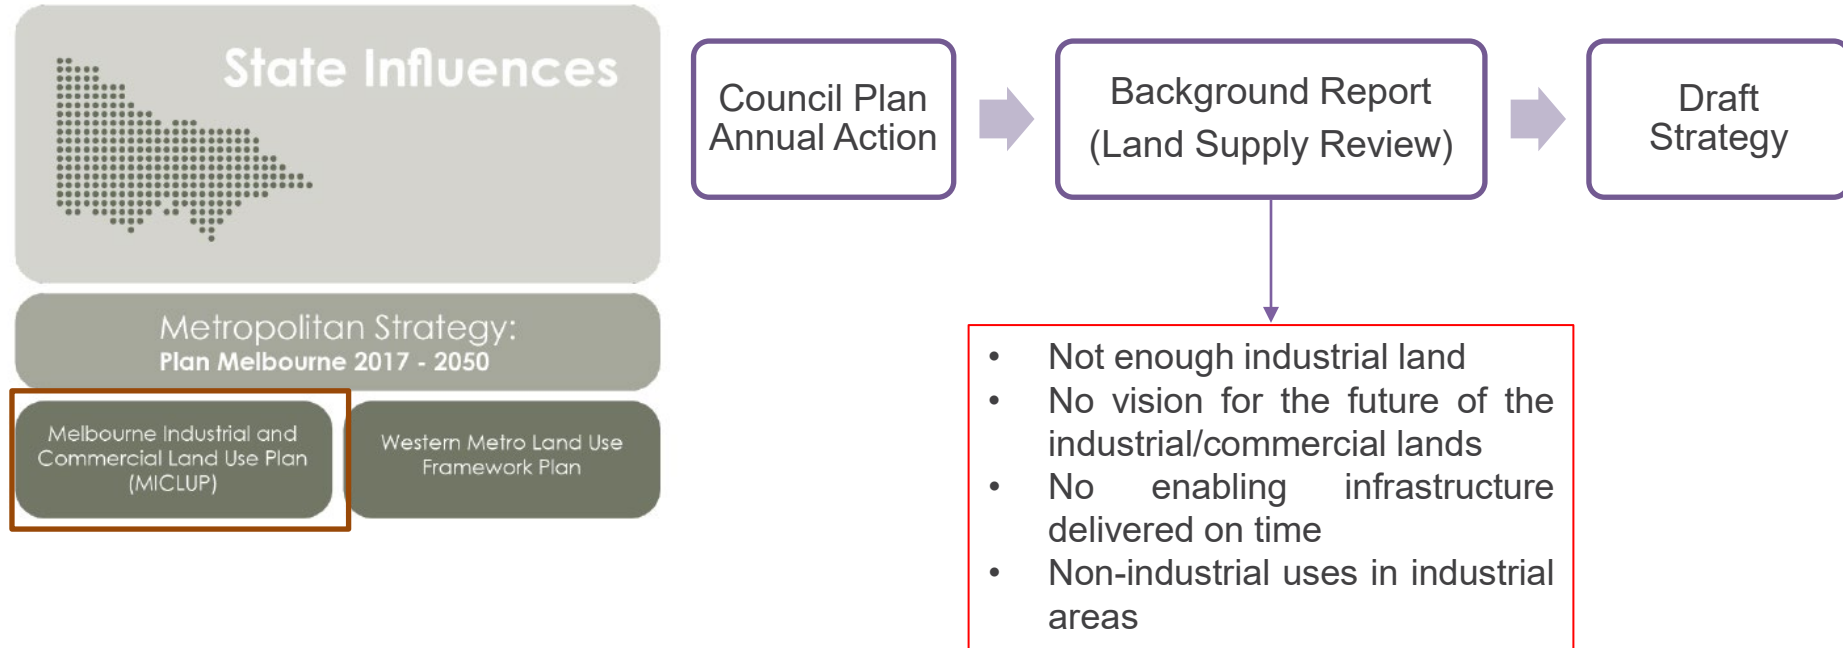 State Influences
Metropolitan Strategy:
Plan Melbourne 2017 - 2050
Melbourne Industrial and
Commercial Land Use Plan
(MICLUP)
Western Metro Land Use
Framework Plan
Council Plan
Annual Action
Background Report
(Land Supply Review)
Draft
Strategy
• Not enough industrial land
• No vision for the future of the
industrial/commercial lands
• No enabling infrastructure
delivered on time
• Non-industrial uses in industrial
areas